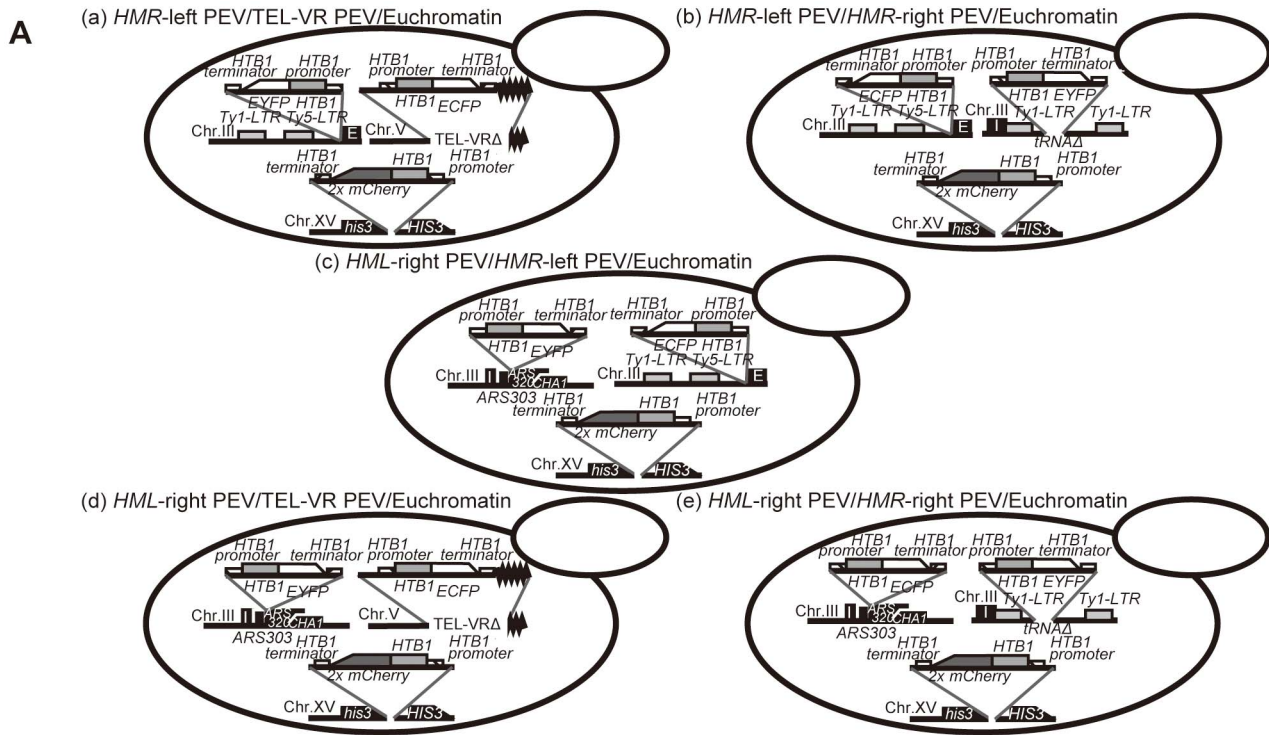 A
(a) HMR-left PEV/TEL-VR PEV/Euchromatin
HTB1 HTB1 HTB1 HTB1
terminator promoter promoter terminator
EYFP HTB1 HTB1 ECFP
Ty1-LTR Ty5-LTR
Chr.III E Chr.V TEL-VRΔ
HTB1 HTB1 HTB1
terminator promoter
2x mCherry
Chr.XV his3 HIS3
(b) HMR-left PEV/HMR-right PEV/Euchromatin
HTB1 HTB1 HTB1 HTB1
terminator promoter promoter terminator
ECFP HTB1 HTB1 EYFP
Ty1-LTR Ty5-LTR Chr.III Ty1-LTR Ty1-LTR
Chr.III E I tRNAΔ
HTB1 HTB1 HTB1
terminator promoter
2x mCherry
Chr.XV his3 HIS3
(c) HML-right PEV/HMR-left PEV/Euchromatin
HTB1 HTB1 HTB1 HTB1
promoter terminator terminator promoter
HTB1 EYFP ECFP HTB1
Ty1-LTR Ty5-LTR
Chr.III I ARS 320 CHA1 Chr.III E
ARS303
HTB1 HTB1 HTB1
terminator promoter
2x mCherry
Chr.XV his3 HIS3
(d) HML-right PEV/TEL-VR PEV/Euchromatin
HTB1 HTB1 HTB1 HTB1
promoter terminator promoter terminator
HTB1 EYFP HTB1 ECFP
Chr.III I ARS 320 CHA1 Chr.V TEL-VRΔ
ARS303
HTB1 HTB1 HTB1
terminator promoter
2x mCherry
Chr.XV his3 HIS3
(e) HML-right PEV/HMR-right PEV/Euchromatin
HTB1 HTB1 HTB1 HTB1
promoter terminator promoter terminator
HTB1 ECFP HTB1 EYFP
Chr.III I ARS 320 CHA1 Chr.III I Ty1-LTR Ty1-LTR
ARS303 tRNAΔ
HTB1 HTB1 HTB1
terminator promoter
2x mCherry
Chr.XV his3 HIS3